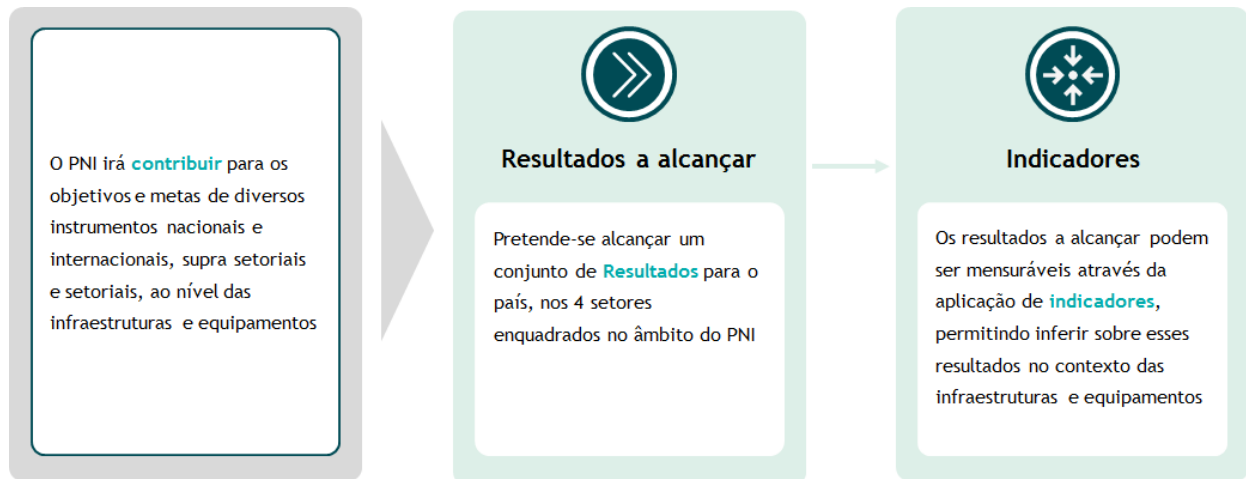 O PNI irá contribuir para os
objetivos e metas de diversos
instrumentos nacionais e
internacionais, supra setoriais
e setoriais, ao nível das
infraestruturas e equipamentos
Resultados a alcançar
Pretende-se alcançar um
conjunto de Resultados para o
país, nos 4 setores
enquadrados no âmbito do PNI
Indicadores
Os resultados a alcançar podem
ser mensuráveis através da
aplicação de indicadores,
permitindo inferir sobre esses
resultados no contexto das
infraestruturas e equipamentos